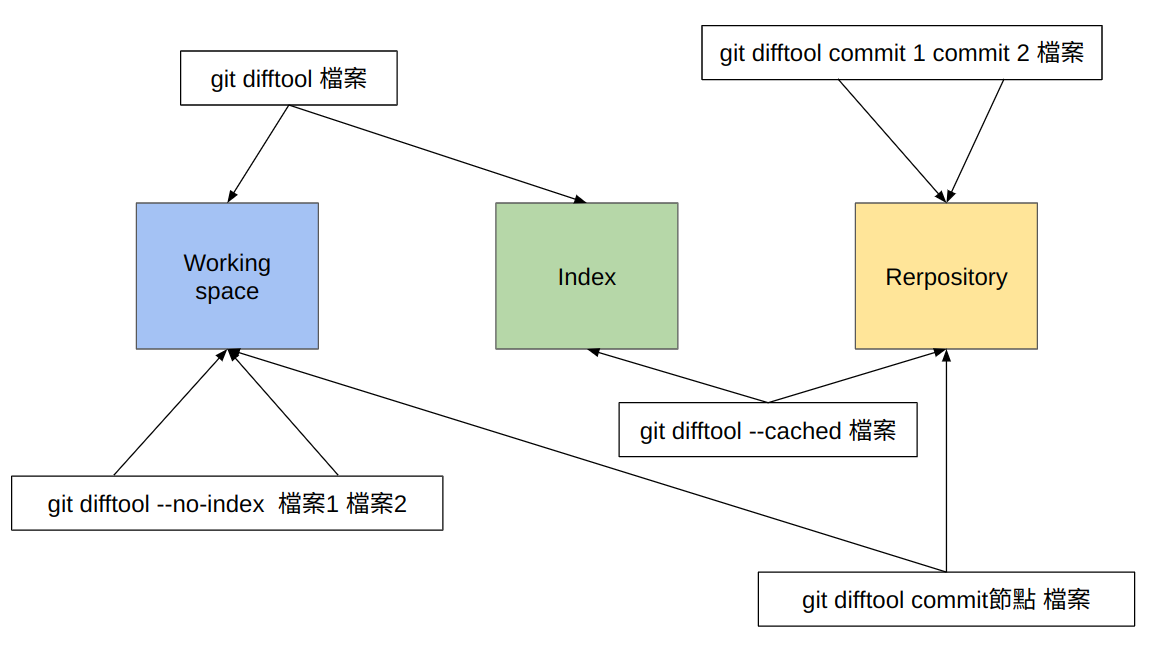 git difftool commit 1 commit 2 檔案
git difftool 檔案
Working
space
Index
Rerpository
git difftool --cached 檔案
git difftool --no-index  檔案1 檔案2
git difftool commit節點 檔案